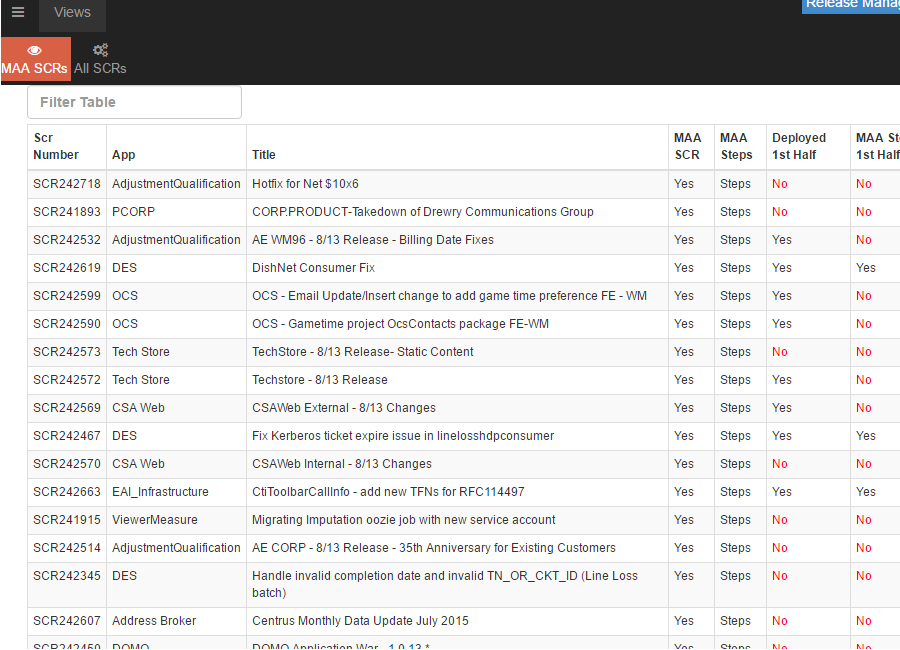 Views
Release Manag
MAA SCRs All SCRs
Filter Table
Scr Number App Title MAA SCR MAA Steps Deployed 1st Half MAA Ste 1st Half
SCR242718 AdjustmentQualification Hotfix for Net $10x6 Yes Steps No No
SCR241893 PCORP CORP.PRODUCT-Takedown of Drewry Communications Group Yes Steps No No
SCR242532 AdjustmentQualification AE WM96 - 8/13 Release - Billing Date Fixes Yes Steps Yes No
SCR242619 DES DishNet Consumer Fix Yes Steps Yes Yes
SCR242599 OCS OCS - Email Update/Insert change to add game time preference FE - WM Yes Steps Yes No
SCR242590 OCS OCS - Gametime project OcsContacts package FE-WM Yes Steps Yes No
SCR242573 Tech Store TechStore - 8/13 Release- Static Content Yes Steps No No
SCR242572 Tech Store Techstore - 8/13 Release Yes Steps Yes No
SCR242569 CSA Web CSAWeb External - 8/13 Changes Yes Steps Yes No
SCR242467 DES Fix Kerberos ticket expire issue in linelosshdpconsumer Yes Steps Yes Yes
SCR242570 CSA Web CSAWeb Internal - 8/13 Changes Yes Steps No No
SCR242663 EAI_Infrastructure CtiToolbarCallInfo - add new TFNs for RFC114497 Yes Steps Yes Yes
SCR241915 ViewerMeasure Migrating Imputation oozie job with new service account Yes Steps No No
SCR242514 AdjustmentQualification AE CORP - 8/13 Release - 35th Anniversary for Existing Customers Yes Steps No No
SCR242345 DES Handle invalid completion date and invalid TN_OR_CKT_ID (Line Loss batch) Yes Steps No No
SCR242607 Address Broker Centrus Monthly Data Update July 2015 Yes Steps No No
SCR242450 DOMO DOMO Application War - 1.0.13.* Yes Steps No No